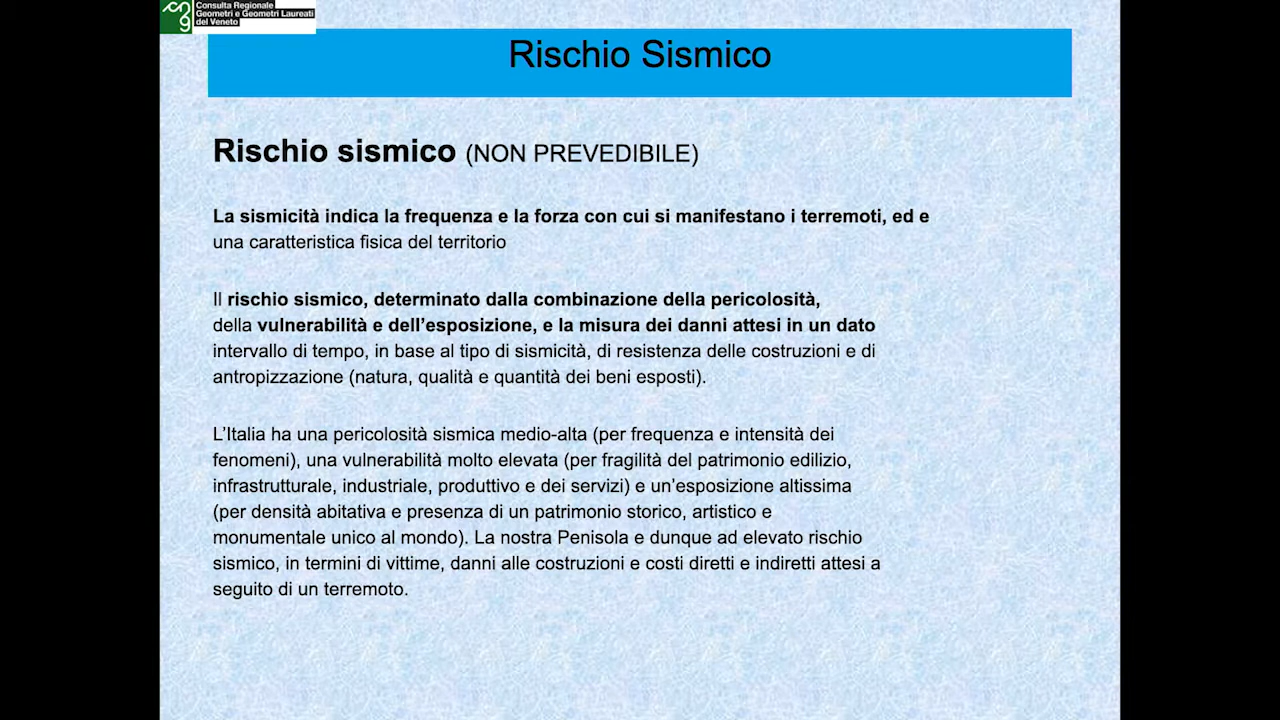 Consulta Regionale
Geometri e Geometri Laureati
del Veneto
Rischio Sismico
Rischio sismico (NON PREVEDIBILE)
La sismicità indica la frequenza e la forza con cui si manifestano i terremoti, ed e
una caratteristica fisica del territorio
Il rischio sismico, determinato dalla combinazione della pericolosità,
della vulnerabilità e dell’esposizione, e la misura dei danni attesi in un dato
intervallo di tempo, in base al tipo di sismicità, di resistenza delle costruzioni e di
antropizzazione (natura, qualità e quantità dei beni esposti).
L’Italia ha una pericolosità sismica medio-alta (per frequenza e intensità dei
fenomeni), una vulnerabilità molto elevata (per fragilità del patrimonio edilizio,
infrastrutturale, industriale, produttivo e dei servizi) e un’esposizione altissima
(per densità abitativa e presenza di un patrimonio storico, artistico e
monumentale unico al mondo). La nostra Penisola e dunque ad elevato rischio
sismico, in termini di vittime, danni alle costruzioni e costi diretti e indiretti attesi a
seguito di un terremoto.